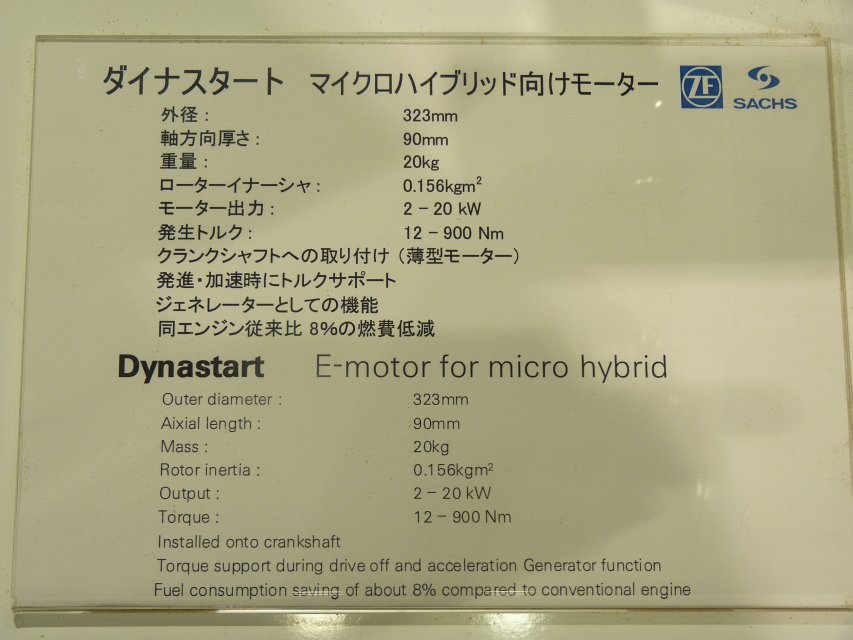 ダイナスタート マイクロハイブリッド向けモーター
ZF SACHS
外径： 323mm
軸方向厚さ： 90mm
重量： 20kg
ローターイナーシャ： 0.156kgm²
モーター出力： 2 – 20 kW
発生トルク： 12 – 900 Nm
クランクシャフトへの取り付け（薄型モーター）
発進・加速時にトルクサポート
ジェネレーターとしての機能
同エンジン従来比 8%の燃費低減
Dynastart E-motor for micro hybrid
Outer diameter : 323mm
Aixial length : 90mm
Mass : 20kg
Rotor inertia : 0.156kgm²
Output : 2 – 20 kW
Torque : 12 – 900 Nm
Installed onto crankshaft
Torque support during drive off and acceleration Generator function
Fuel consumption saving of about 8% compared to conventional engine